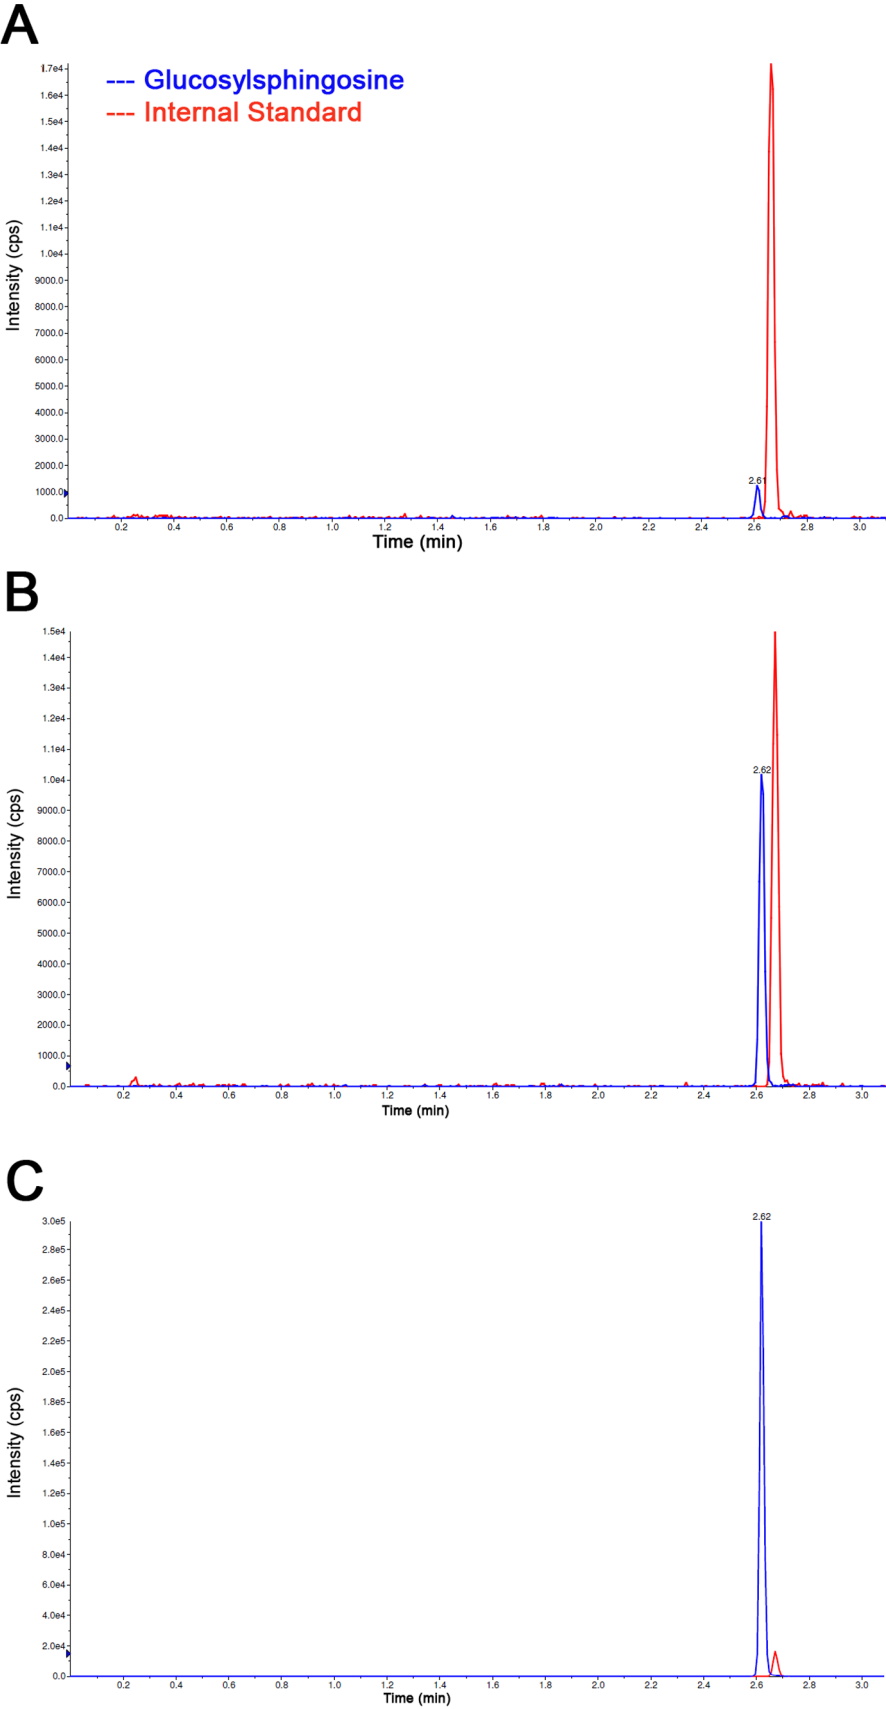 A
--- Glucosylsphingosine
--- Internal Standard
Intensity (cps)
1.7e4
1.6e4
1.5e4
1.4e4
1.3e4
1.2e4
1.1e4
1.0e4
9000.0
8000.0
7000.0
6000.0
5000.0
4000.0
3000.0
2000.0
1000.0
0.0
2.61
0.2 0.4 0.6 0.8 1.0 1.2 1.4 1.6 1.8 2.0 2.2 2.4 2.6 2.8 3.0
Time (min)
B
Intensity (cps)
1.5e4
1.4e4
1.3e4
1.2e4
1.1e4
1.0e4
9000.0
8000.0
7000.0
6000.0
5000.0
4000.0
3000.0
2000.0
1000.0
0.0
2.62
0.2 0.4 0.6 0.8 1.0 1.2 1.4 1.6 1.8 2.0 2.2 2.4 2.6 2.8 3.0
Time (min)
C
Intensity (cps)
3.0e5
2.8e5
2.6e5
2.4e5
2.2e5
2.0e5
1.8e5
1.6e5
1.4e5
1.2e5
1.0e5
8.0e4
6.0e4
4.0e4
2.0e4
0.0
2.62
0.2 0.4 0.6 0.8 1.0 1.2 1.4 1.6 1.8 2.0 2.2 2.4 2.6 2.8 3.0
Time (min)